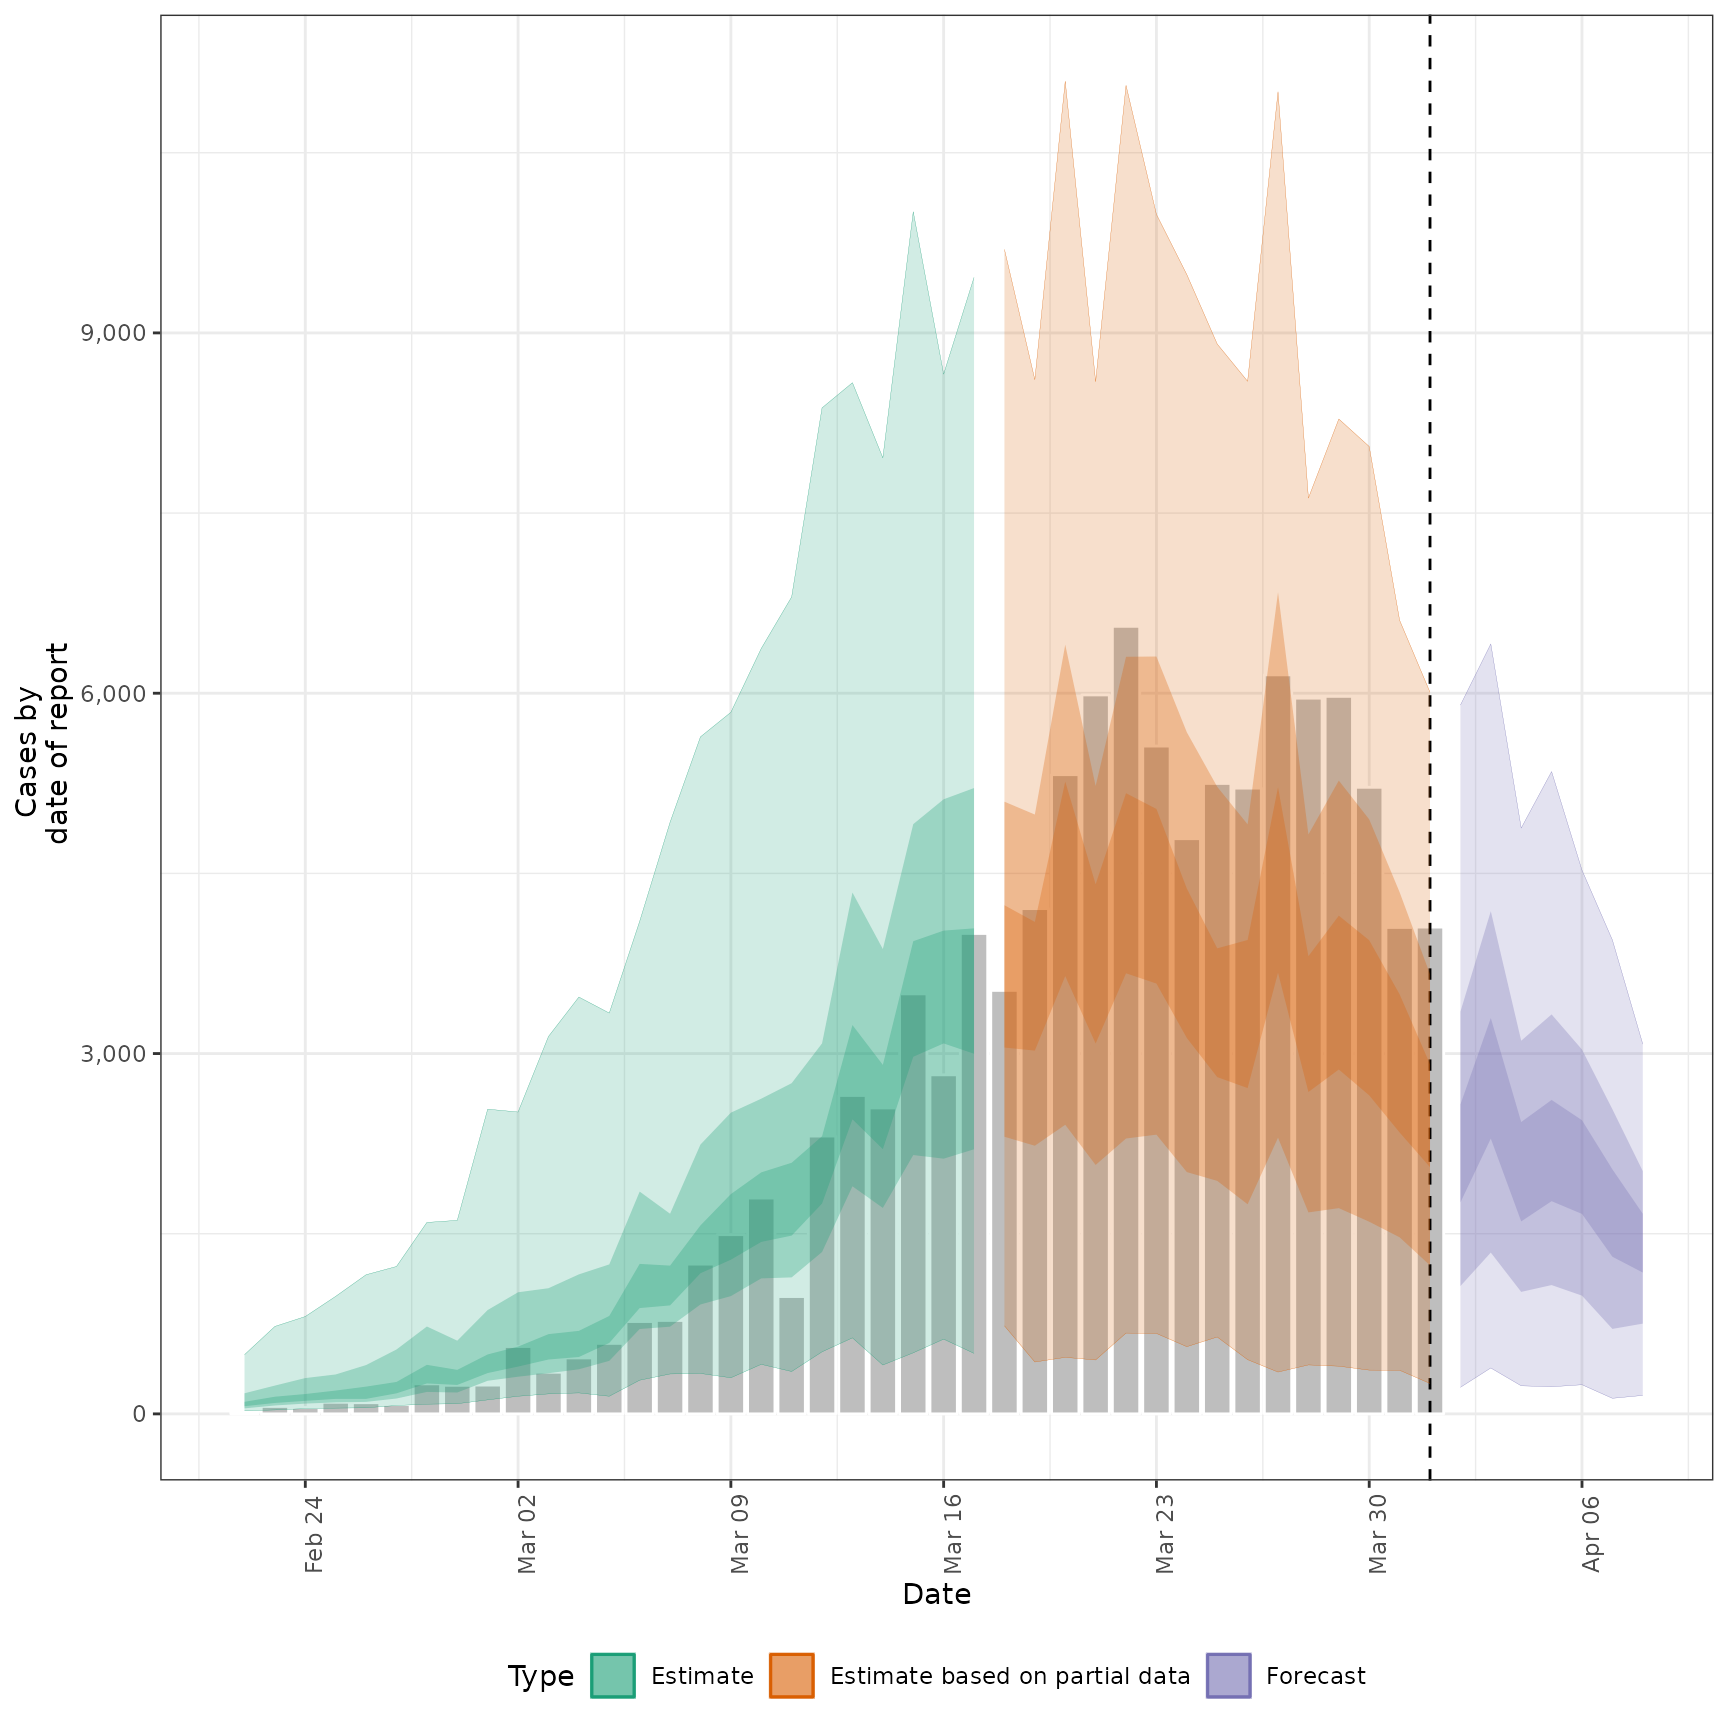 Cases by
date of report
9,000
6,000
3,000
0
Feb 24
Mar 02
Mar 09
Mar 16
Mar 23
Mar 30
Apr 06
Date
Type Estimate Estimate based on partial data Forecast